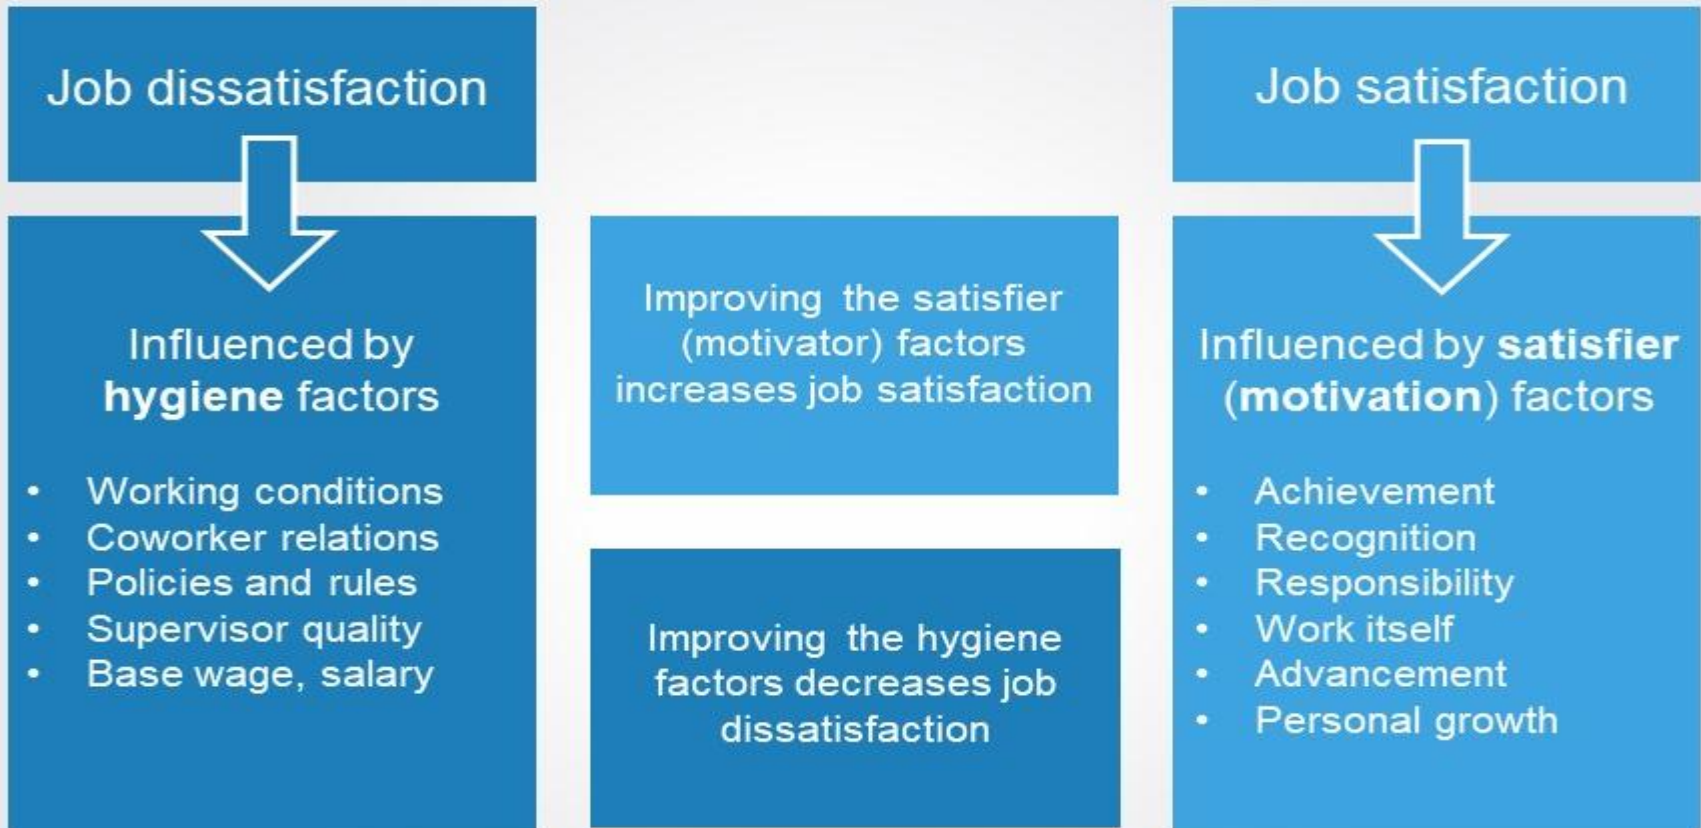 Job dissatisfaction
Influenced by
hygiene factors
• Working conditions
• Coworker relations
• Policies and rules
• Supervisor quality
• Base wage, salary
Improving the satisfier
(motivator) factors
increases job satisfaction
Improving the hygiene
factors decreases job
dissatisfaction
Job satisfaction
Influenced by satisfier
(motivation) factors
• Achievement
• Recognition
• Responsibility
• Work itself
• Advancement
• Personal growth